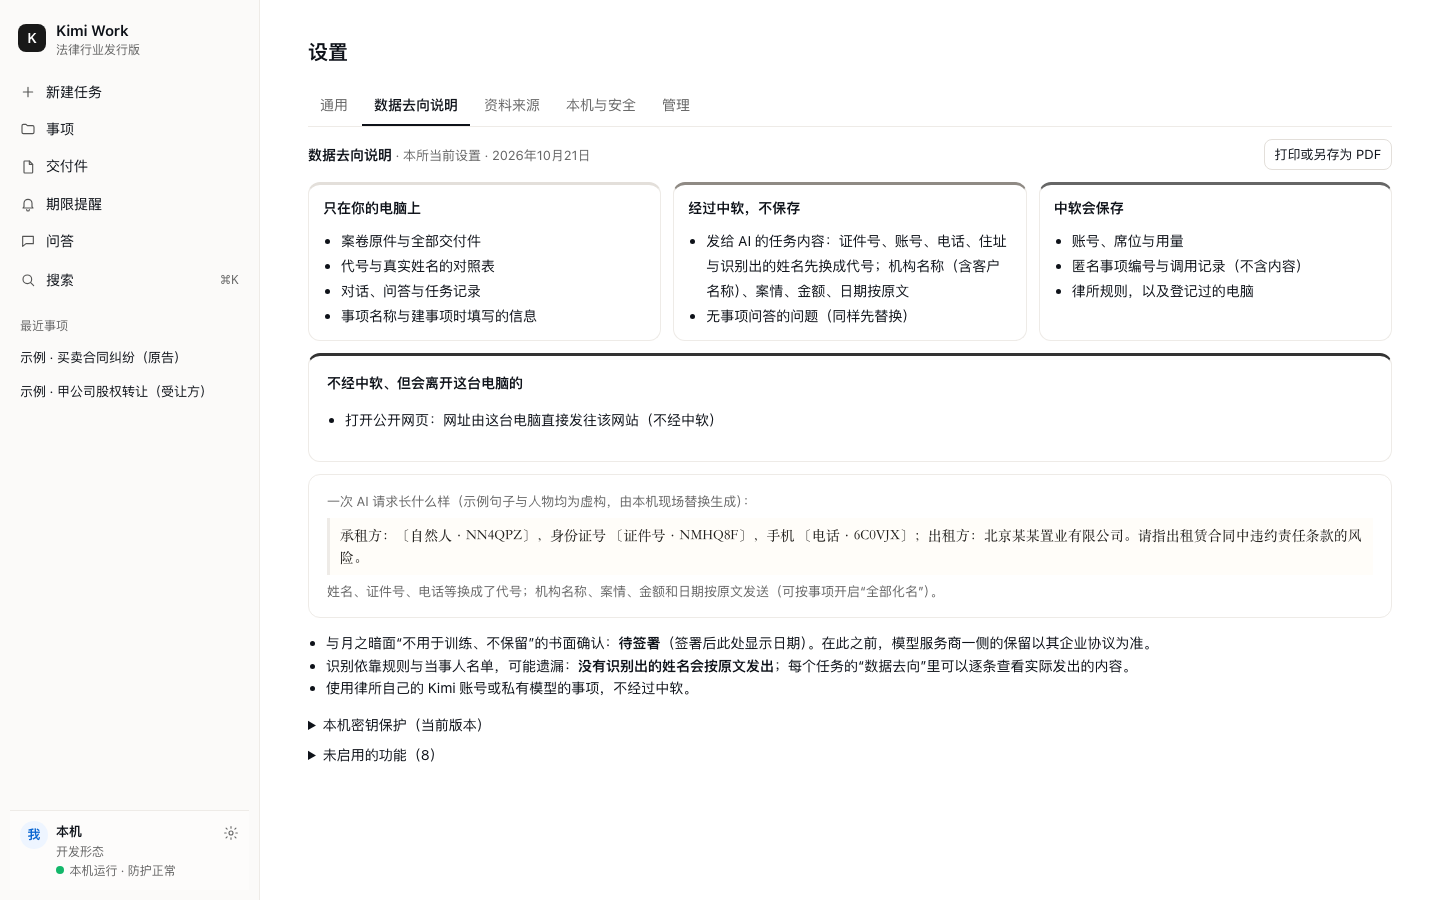 K
Kimi Work
法律行业发行版
新建任务
事项
交付件
期限提醒
问答
搜索 ⌘K
最近事项
示例 · 买卖合同纠纷（原告）
示例 · 甲公司股权转让（受让方）
我
本机
开发形态
本机运行 · 防护正常
设置
通用 数据去向说明 资料来源 本机与安全 管理
数据去向说明 · 本所当前设置 · 2026年10月21日
打印或另存为 PDF
只在你的电脑上
案卷原件与全部交付件
代号与真实姓名的对照表
对话、问答与任务记录
事项名称与建事项时填写的信息
经过中软，不保存
发给 AI 的任务内容：证件号、账号、电话、住址
与识别出的姓名先换成代号；机构名称（含客户
名称）、案情、金额、日期按原文
无事项问答的问题（同样先替换）
中软会保存
账号、席位与用量
匿名事项编号与调用记录（不含内容）
律所规则，以及登记过的电脑
不经中软、但会离开这台电脑的
打开公开网页：网址由这台电脑直接发往该网站（不经中软）
一次 AI 请求长什么样（示例句子与人物均为虚构，由本机现场替换生成）：
承租方：〔自然人 · NN4QPZ〕，身份证号〔证件号 · NMHQ8F〕，手机〔电话 · 6C0VJX〕；出租方：北京某某置业有限公司。请指出租赁合同中违约责任条款的风
险。
姓名、证件号、电话等换成了代号；机构名称、案情、金额和日期按原文发送（可按事项开启“全部化名”）。
与月之暗面“不用于训练、不保留”的书面确认：待签署（签署后此处显示日期）。在此之前，模型服务商一侧的保留以其企业协议为准。
识别依靠规则与当事人名单，可能遗漏：没有识别出的姓名会按原文发出；每个任务的“数据去向”里可以逐条查看实际发出的内容。
使用律所自己的 Kimi 账号或私有模型的事项，不经过中软。
本机密钥保护（当前版本）
未启用的功能（8）